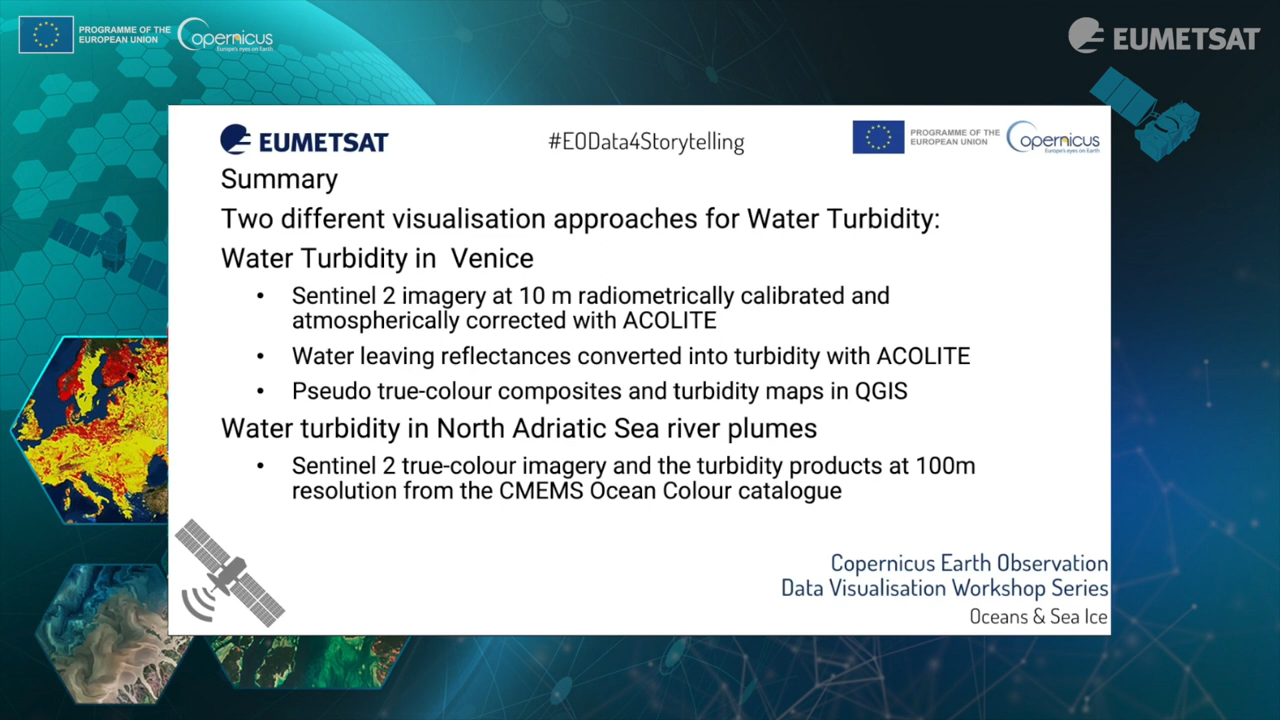 PROGRAMME OF THE
EUROPEAN UNION
opernicus
Europe's eyes on Earth
EUMETSAT
EUMETSAT
#EOData4Storytelling
PROGRAMME OF THE
EUROPEAN UNION
opernicus
Europe's eyes on Earth
Summary
Two different visualisation approaches for Water Turbidity:
Water Turbidity in Venice
• Sentinel 2 imagery at 10 m radiometrically calibrated and
atmospherically corrected with ACOLITE
• Water leaving reflectances converted into turbidity with ACOLITE
• Pseudo true-colour composites and turbidity maps in QGIS
Water turbidity in North Adriatic Sea river plumes
• Sentinel 2 true-colour imagery and the turbidity products at 100m
resolution from the CMEMS Ocean Colour catalogue
Copernicus Earth Observation
Data Visualisation Workshop Series
Oceans & Sea Ice